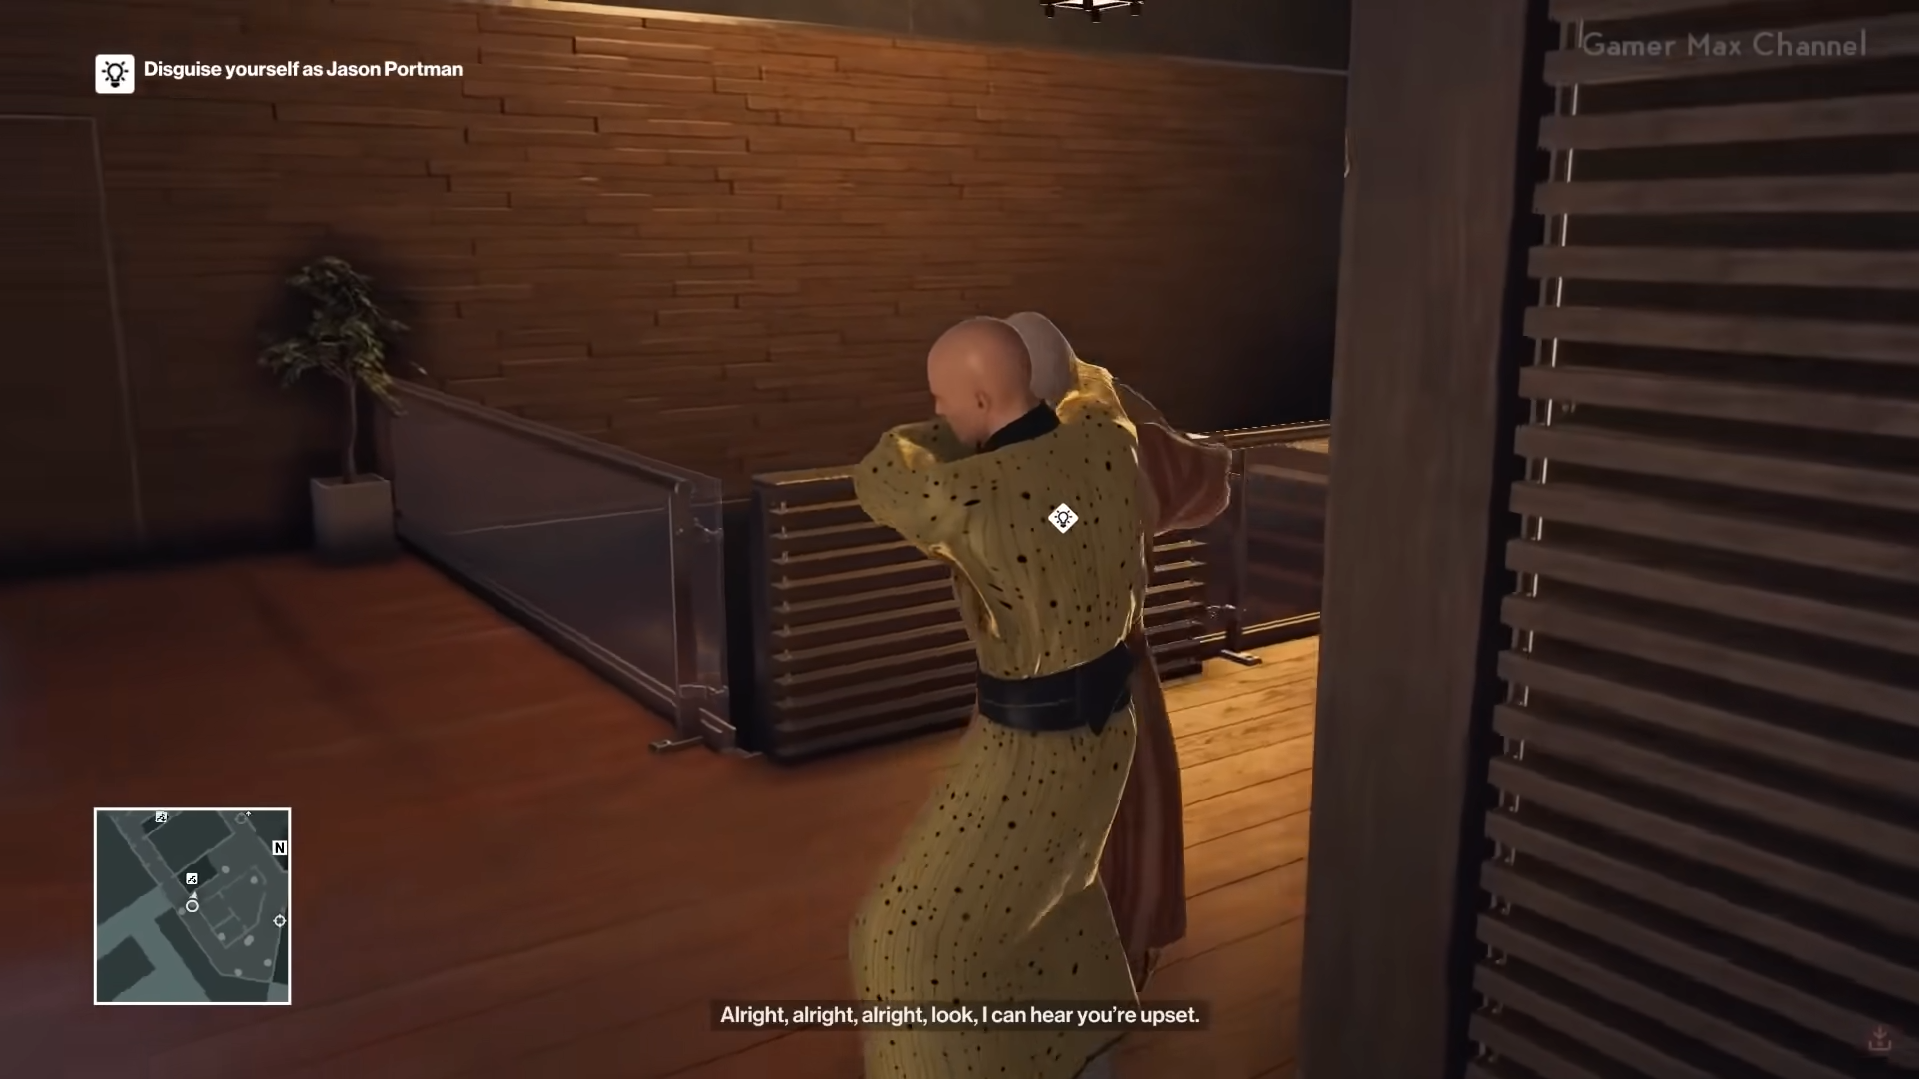 Gamer Max Channel
Disguise yourself as Jason Portman
N
Alright, alright, alright, look, I can hear you're upset.